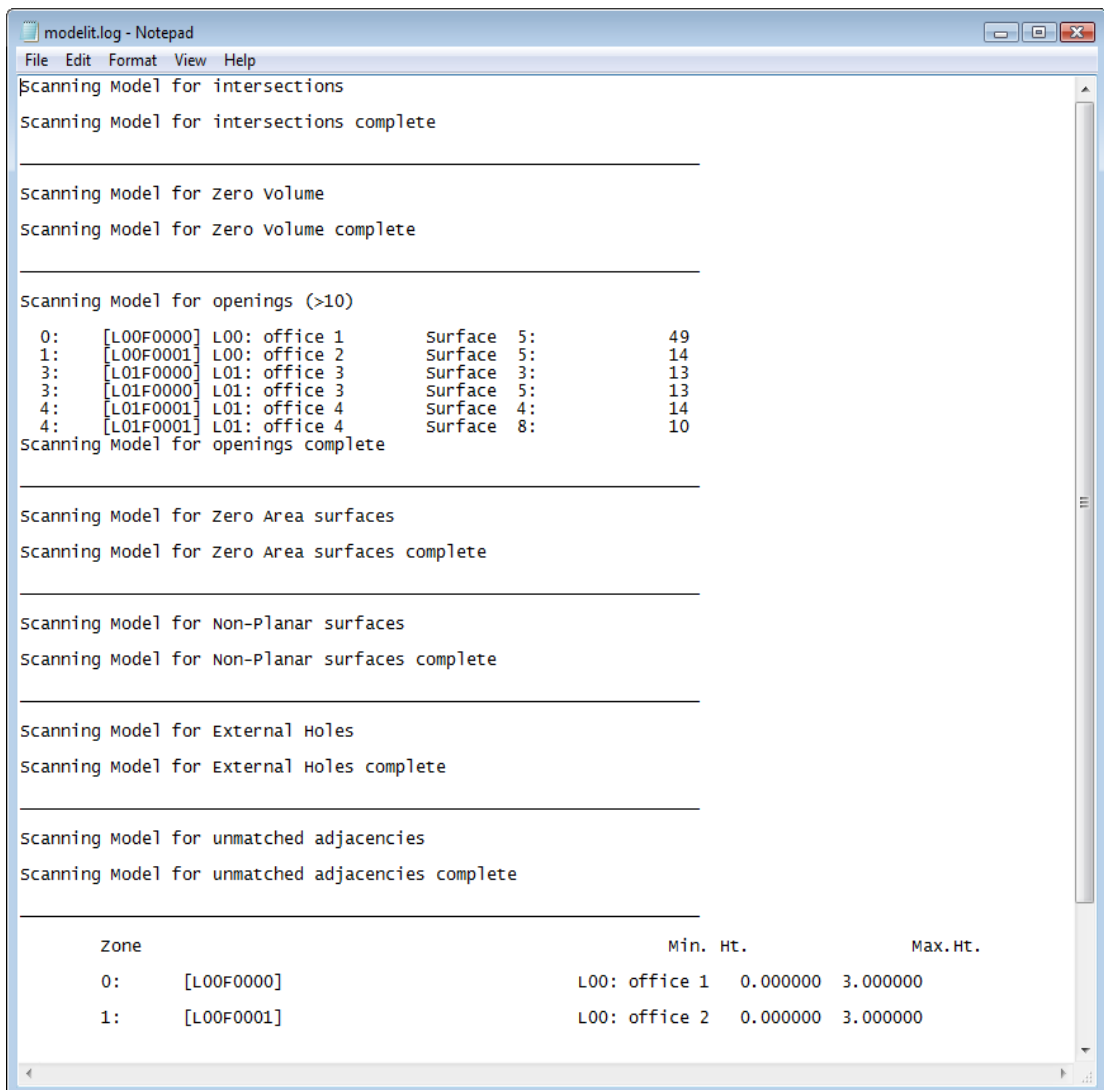 modelit.log - Notepad
File Edit Format View Help
Scanning Model for intersections
Scanning Model for intersections complete
Scanning Model for Zero Volume
Scanning Model for Zero Volume complete
Scanning Model for openings (>10)
0: [L00F0000] L00: office 1 Surface 5: 49
1: [L00F0001] L00: office 2 Surface 5: 14
3: [L01F0000] L01: office 3 Surface 3: 13
3: [L01F0000] L01: office 3 Surface 5: 13
4: [L01F0001] L01: office 4 Surface 4: 14
4: [L01F0001] L01: office 4 Surface 8: 10
Scanning Model for openings complete
Scanning Model for Zero Area surfaces
Scanning Model for Zero Area surfaces complete
Scanning Model for Non-Planar surfaces
Scanning Model for Non-Planar surfaces complete
Scanning Model for External Holes
Scanning Model for External Holes complete
Scanning Model for unmatched adjacencies
Scanning Model for unmatched adjacencies complete
Zone Min. Ht. Max.Ht.
0: [L00F0000] L00: office 1 0.000000 3.000000
1: [L00F0001] L00: office 2 0.000000 3.000000